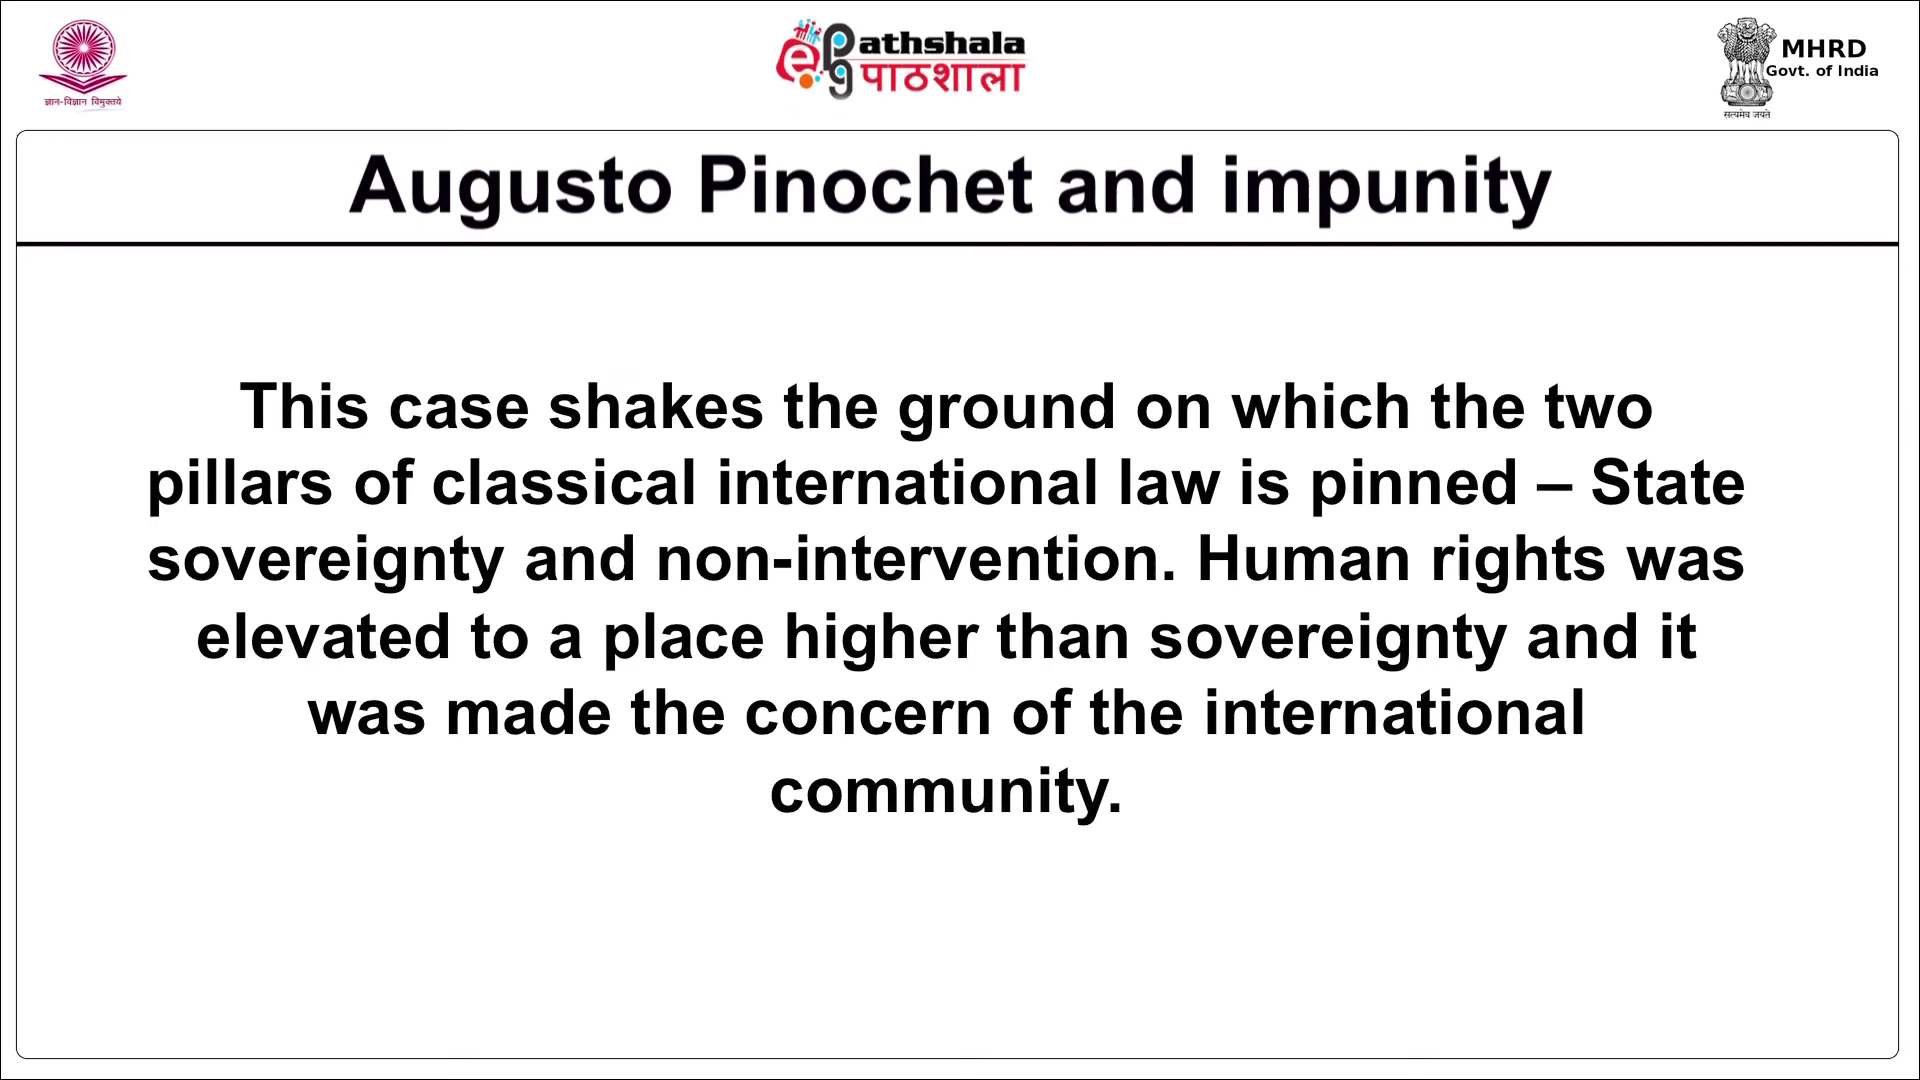 ज्ञान-विज्ञान विमुक्तये
ePg athshala
पाठशाला
MHRD
Govt. of India
सत्यमेव जयते
Augusto Pinochet and impunity
This case shakes the ground on which the two
pillars of classical international law is pinned – State
sovereignty and non-intervention. Human rights was
elevated to a place higher than sovereignty and it
was made the concern of the international
community.